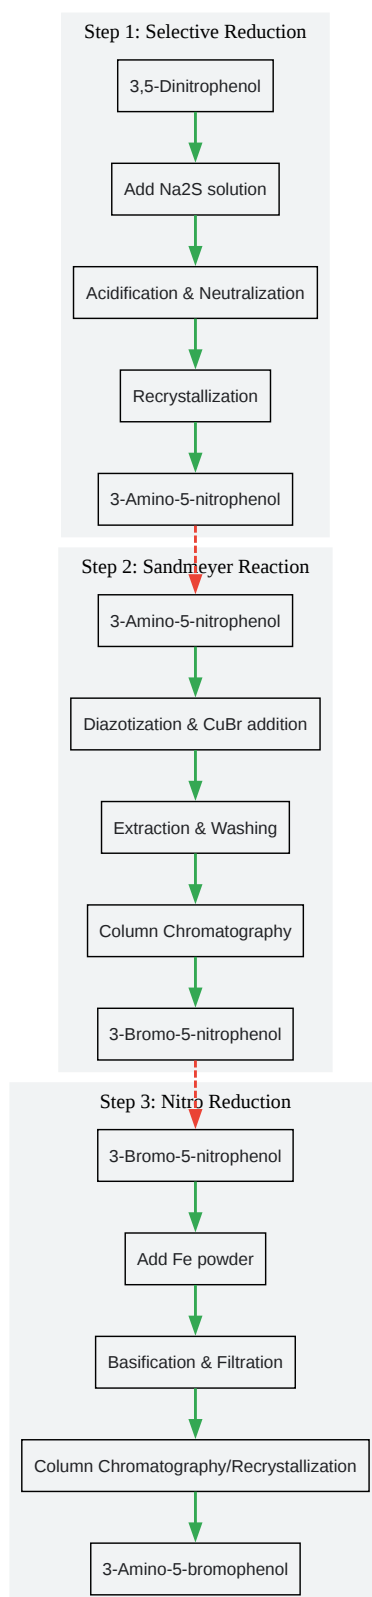 Step 1: Selective Reduction
3,5-Dinitrophenol
Add Na2S solution
Acidification & Neutralization
Recrystallization
3-Amino-5-nitrophenol
Step 2: Sandmeyer Reaction
3-Amino-5-nitrophenol
Diazotization & CuBr addition
Extraction & Washing
Column Chromatography
3-Bromo-5-nitrophenol
Step 3: Nitro Reduction
3-Bromo-5-nitrophenol
Add Fe powder
Basification & Filtration
Column Chromatography/Recrystallization
3-Amino-5-bromophenol